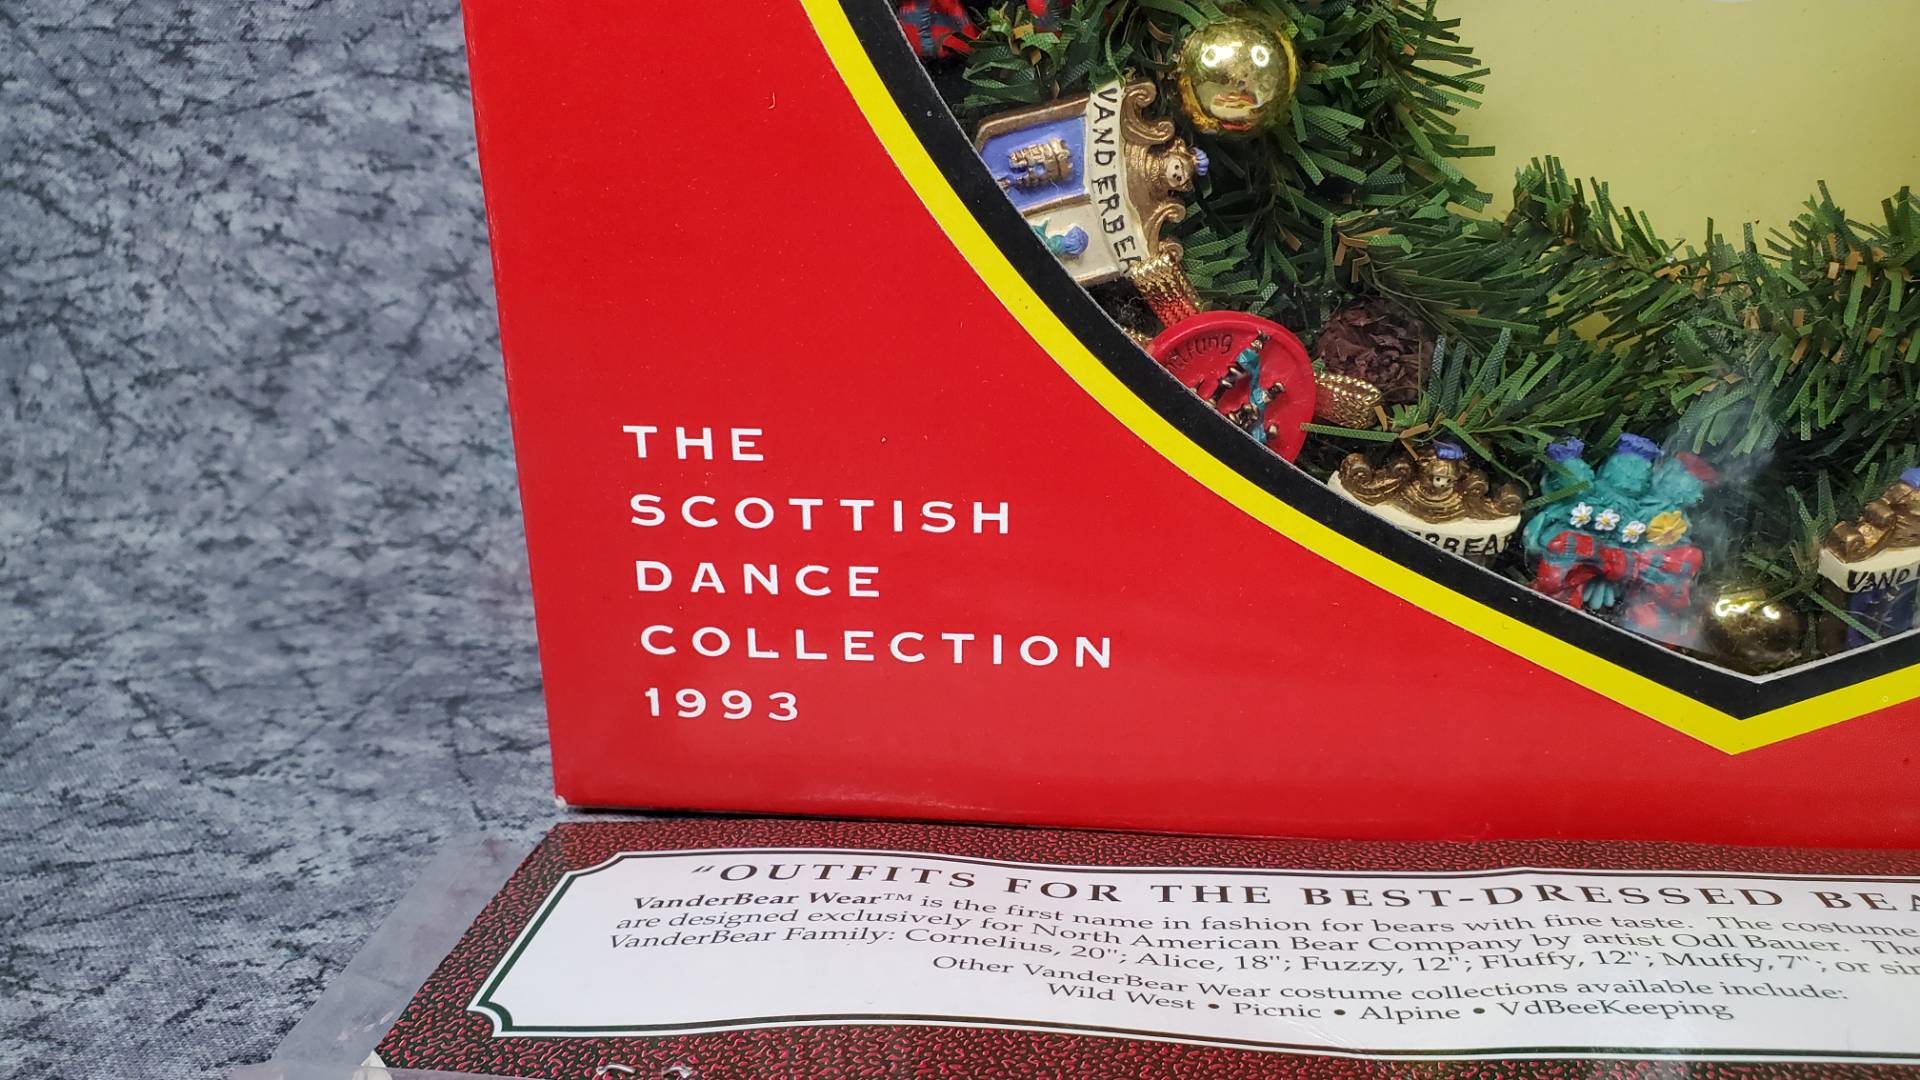 VANDERBEA
THE
SCOTTISH
DANCE
COLLECTION
1993
RBEAR
VAND
"OUTFITS FOR THE BEST-DRESSED BEA
VanderBear Wear™ is the first name in fashion for bears with fine taste. The costume
are designed exclusively for North American Bear Company by artist Odl Bauer. The
VanderBear Family: Cornelius, 20"; Alice, 18"; Fuzzy, 12"; Fluffy, 12"; Muffy, 7"; or sin
Other VanderBear Wear costume collections available include:
Wild West • Picnic • Alpine • VdBeeKeeping